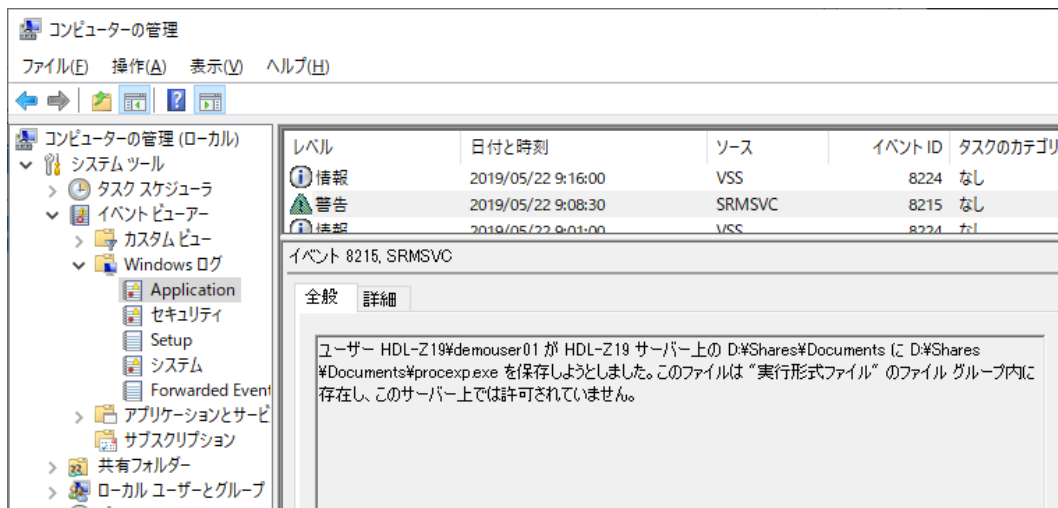 コンピューターの管理
ファイル(F) 操作(A) 表示(V) ヘルプ(H)
コンピューターの管理 (ローカル)
システム ツール
タスク スケジューラ
イベント ビューアー
カスタム ビュー
Windows ログ
Application
セキュリティ
Setup
システム
Forwarded Event
アプリケーションとサービ
サブスクリプション
共有フォルダー
ローカル ユーザーとグループ
レベル 日付と時刻 ソース イベント ID タスクのカテゴリ
情報 2019/05/22 9:16:00 VSS 8224 なし
警告 2019/05/22 9:08:30 SRMSVC 8215 なし
情報 2019/05/22 9:01:00 VSS 8224 なし
イベント 8215, SRMSVC
全般 詳細
ユーザー HDL-Z19¥demouser01 が HDL-Z19 サーバー上の D:¥Shares¥Documents に D:¥Shares
¥Documents¥procexp.exe を保存しようとしました。このファイルは "実行形式ファイル" のファイル グループ内に
存在し、このサーバー上では許可されていません。